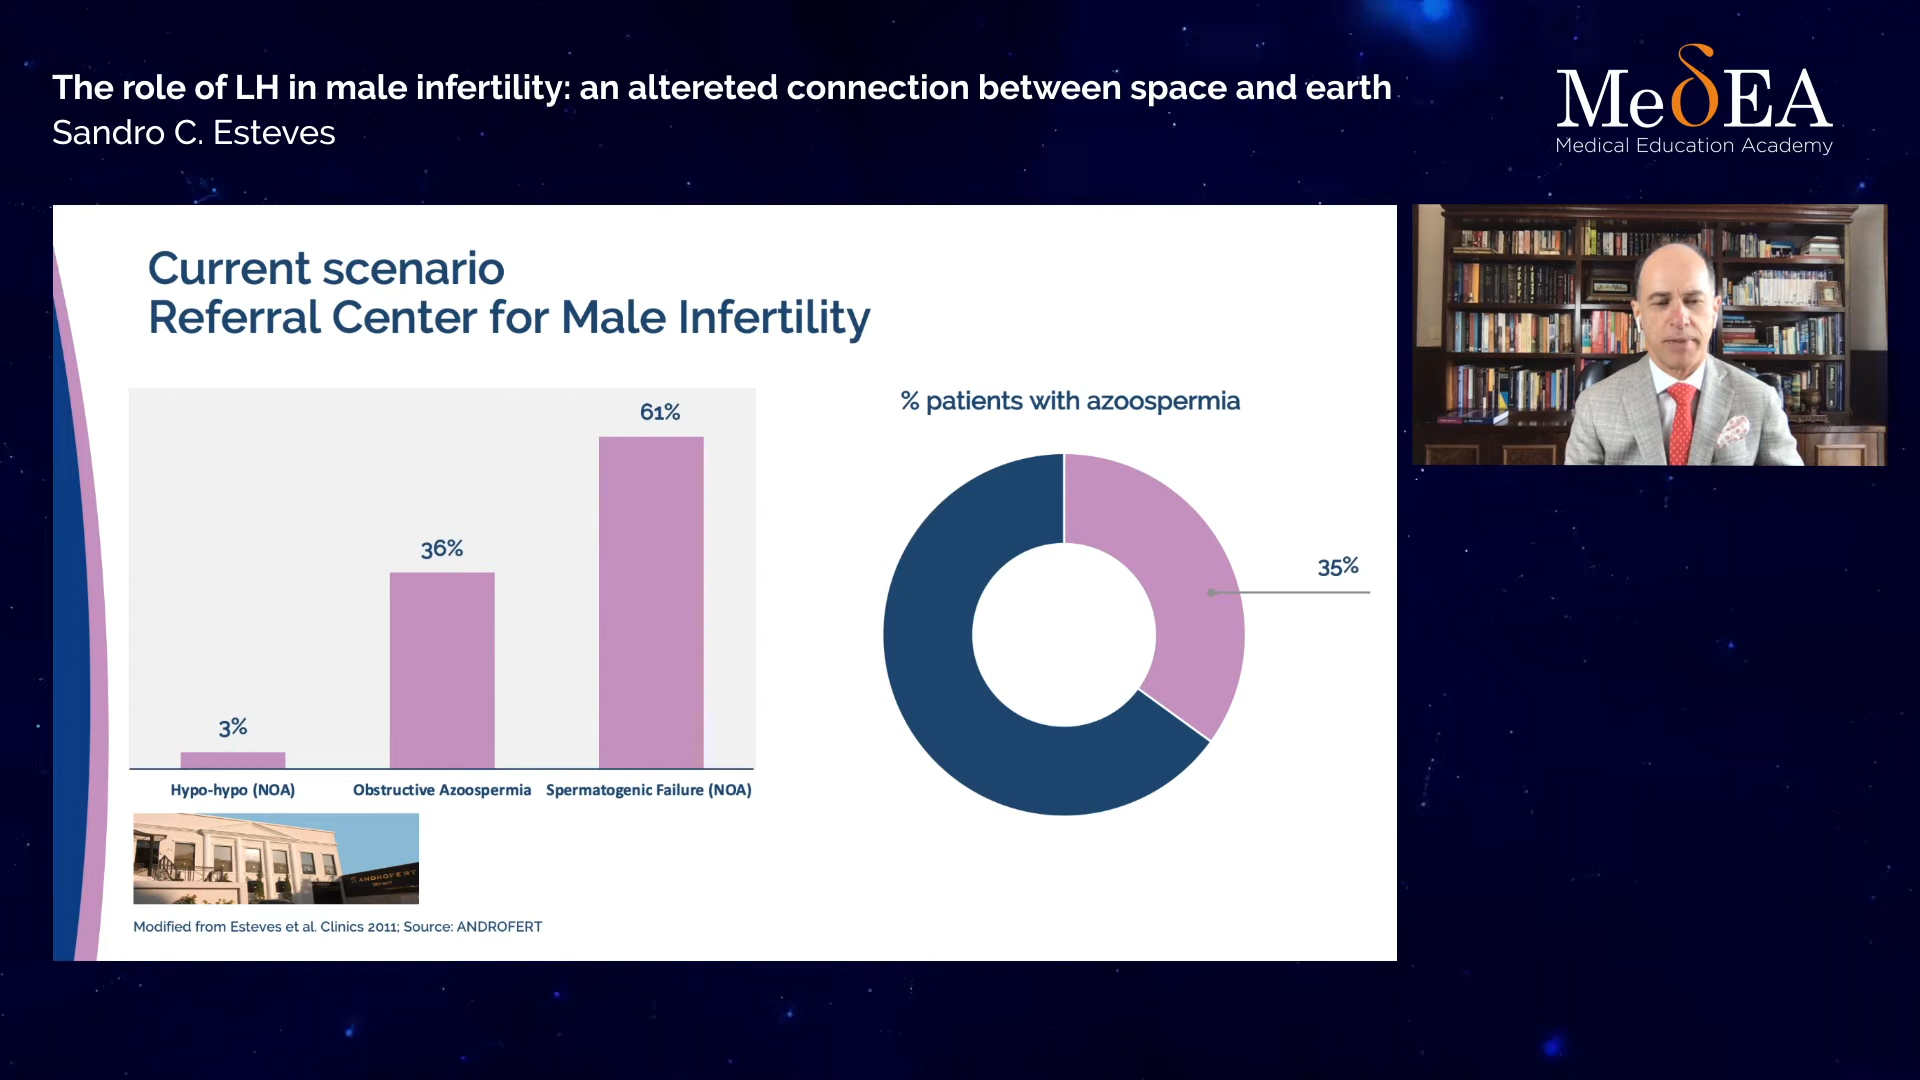 The role of LH in male infertility: an altereted connection between space and earth
Sandro C. Esteves
MeδEA
Medical Education Academy
Current scenario
Referral Center for Male Infertility
61%
36%
3%
Hypo-hypo (NOA)
Obstructive Azoospermia
Spermatogenic Failure (NOA)
% patients with azoospermia
35%
ANDROFERT
Modified from Esteves et al. Clinics 2011; Source: ANDROFERT